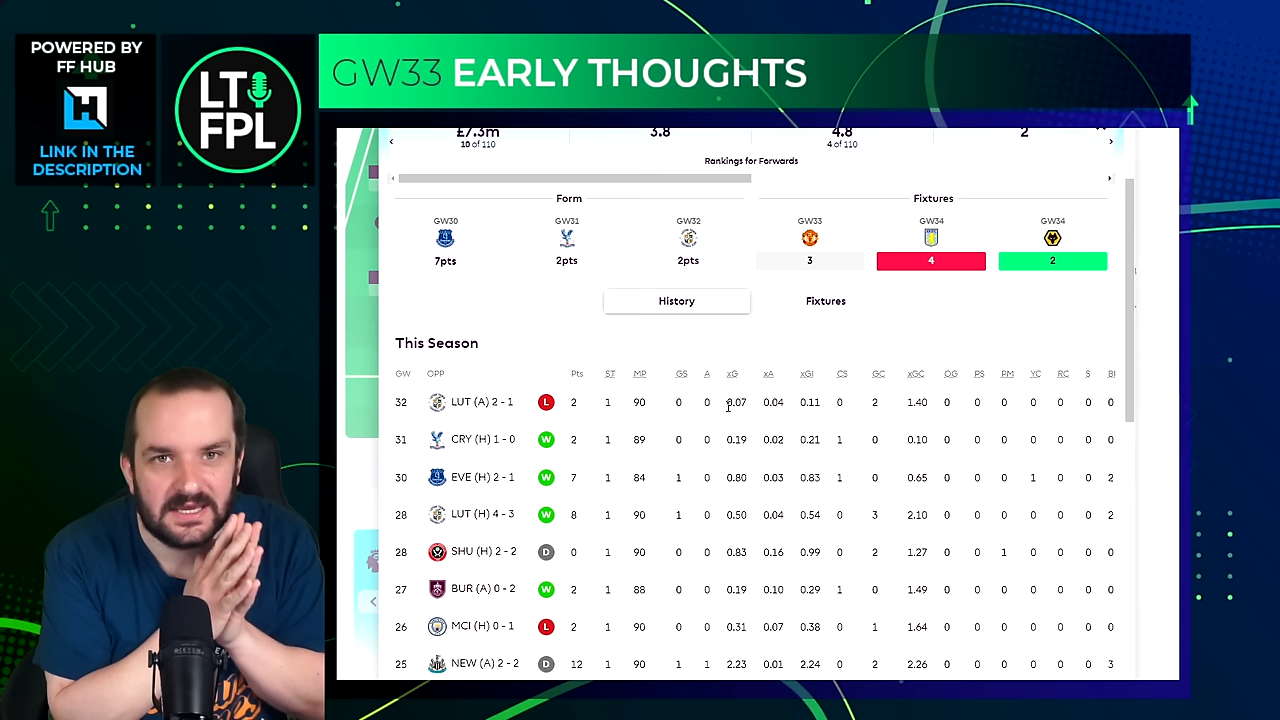 POWERED BY
FF HUB
LINK IN THE
DESCRIPTION
LT
FPL
GW33 EARLY THOUGHTS
£7.3m 3.8 4.8 2
10 of 110 4 of 110
Rankings for Forwards
Form Fixtures
GW30 GW31 GW32 GW33 GW34 GW34
7pts 2pts 2pts 3 4 2
History Fixtures
This Season
GW OPP Pts ST MP GS A xG xA xGI CS GC xGC OG PS PM YC RC S BI
32 LUT (A) 2 - 1 L 2 1 90 0 0 0.07 0.04 0.11 0 2 1.40 0 0 0 0 0 0 0
31 CRY (H) 1 - 0 W 2 1 89 0 0 0.19 0.02 0.21 1 0 0.10 0 0 0 0 0 0 0
30 EVE (H) 2 - 1 W 7 1 84 1 0 0.80 0.03 0.83 1 0 0.65 0 0 0 1 0 0 2
28 LUT (H) 4 - 3 W 8 1 90 1 0 0.50 0.04 0.54 0 3 2.10 0 0 0 0 0 0 2
28 SHU (H) 2 - 2 D 0 1 90 0 0 0.83 0.16 0.99 0 2 1.27 0 0 1 0 0 0 0
27 BUR (A) 0 - 2 W 2 1 88 0 0 0.19 0.10 0.29 1 0 1.49 0 0 0 0 0 0 0
26 MCI (H) 0 - 1 L 2 1 90 0 0 0.31 0.07 0.38 0 1 1.64 0 0 0 0 0 0 0
25 NEW (A) 2 - 2 D 12 1 90 1 1 2.23 0.01 2.24 0 2 2.26 0 0 0 0 0 0 3